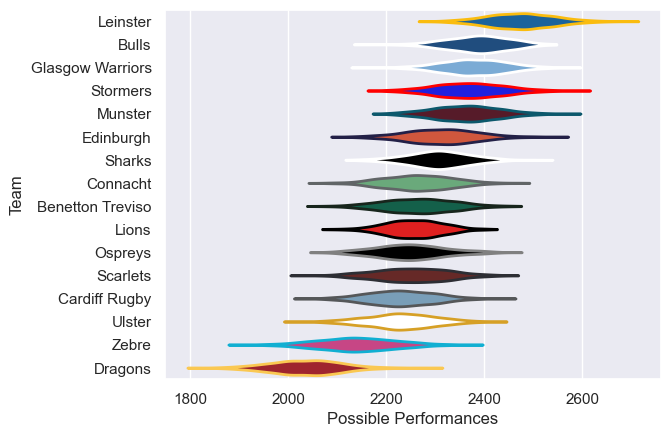 Leinster
Bulls
Glasgow Warriors
Stormers
Munster
Edinburgh
Sharks
Connacht
Benetton Treviso
Lions
Ospreys
Scarlets
Cardiff Rugby
Ulster
Zebre
Dragons
Team
1800 2000 2200 2400 2600
Possible Performances